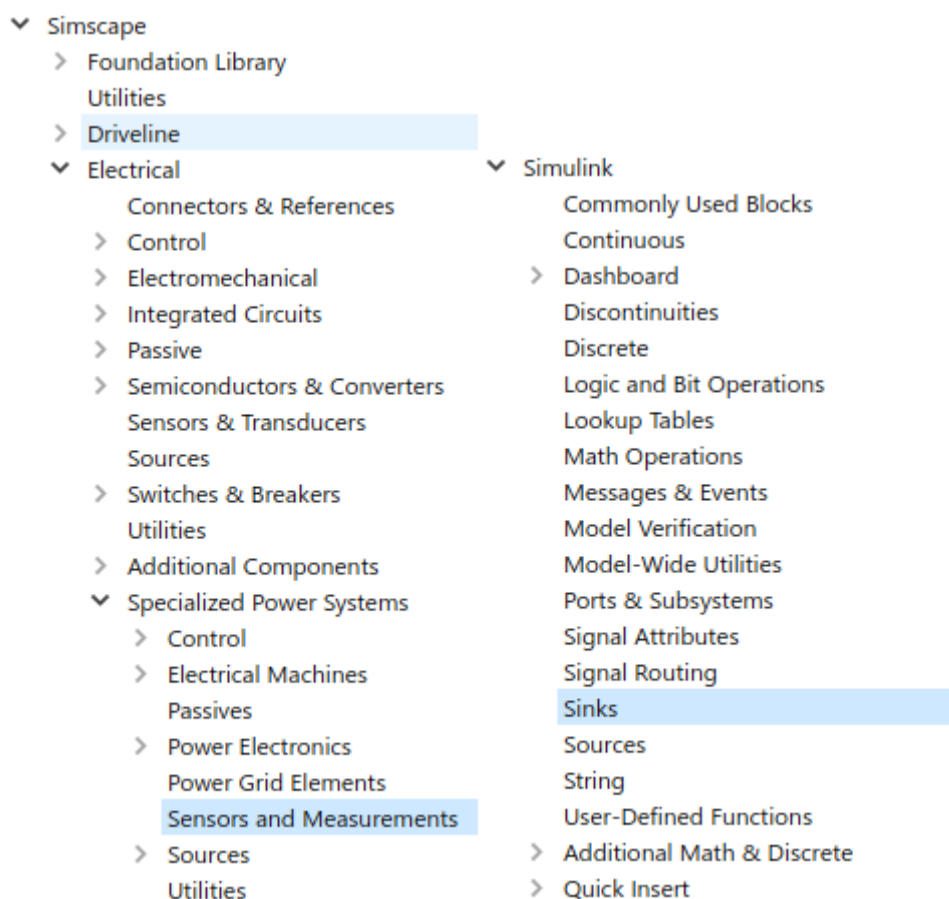 Simscape
Foundation Library
Utilities
Driveline
Electrical
Connectors & References
Control
Electromechanical
Integrated Circuits
Passive
Semiconductors & Converters
Sensors & Transducers
Sources
Switches & Breakers
Utilities
Additional Components
Specialized Power Systems
Control
Electrical Machines
Passives
Power Electronics
Power Grid Elements
Sensors and Measurements
Sources
Utilities
Simulink
Commonly Used Blocks
Continuous
Dashboard
Discontinuities
Discrete
Logic and Bit Operations
Lookup Tables
Math Operations
Messages & Events
Model Verification
Model-Wide Utilities
Ports & Subsystems
Signal Attributes
Signal Routing
Sinks
Sources
String
User-Defined Functions
Additional Math & Discrete
Quick Insert